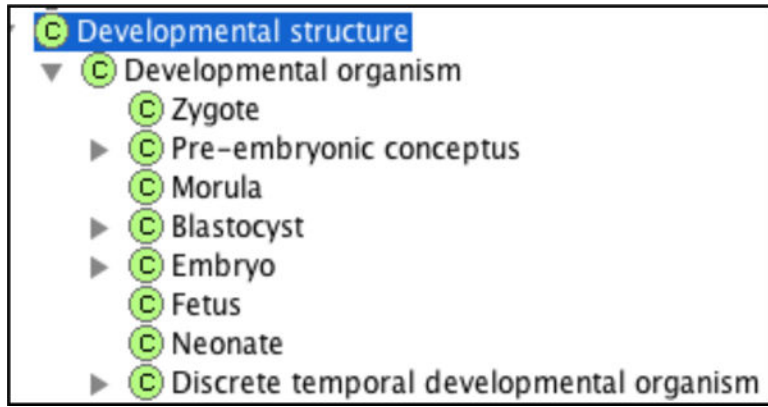 C Developmental structure
C Developmental organism
C Zygote
C Pre-embryonic conceptus
C Morula
C Blastocyst
C Embryo
C Fetus
C Neonate
C Discrete temporal developmental organism